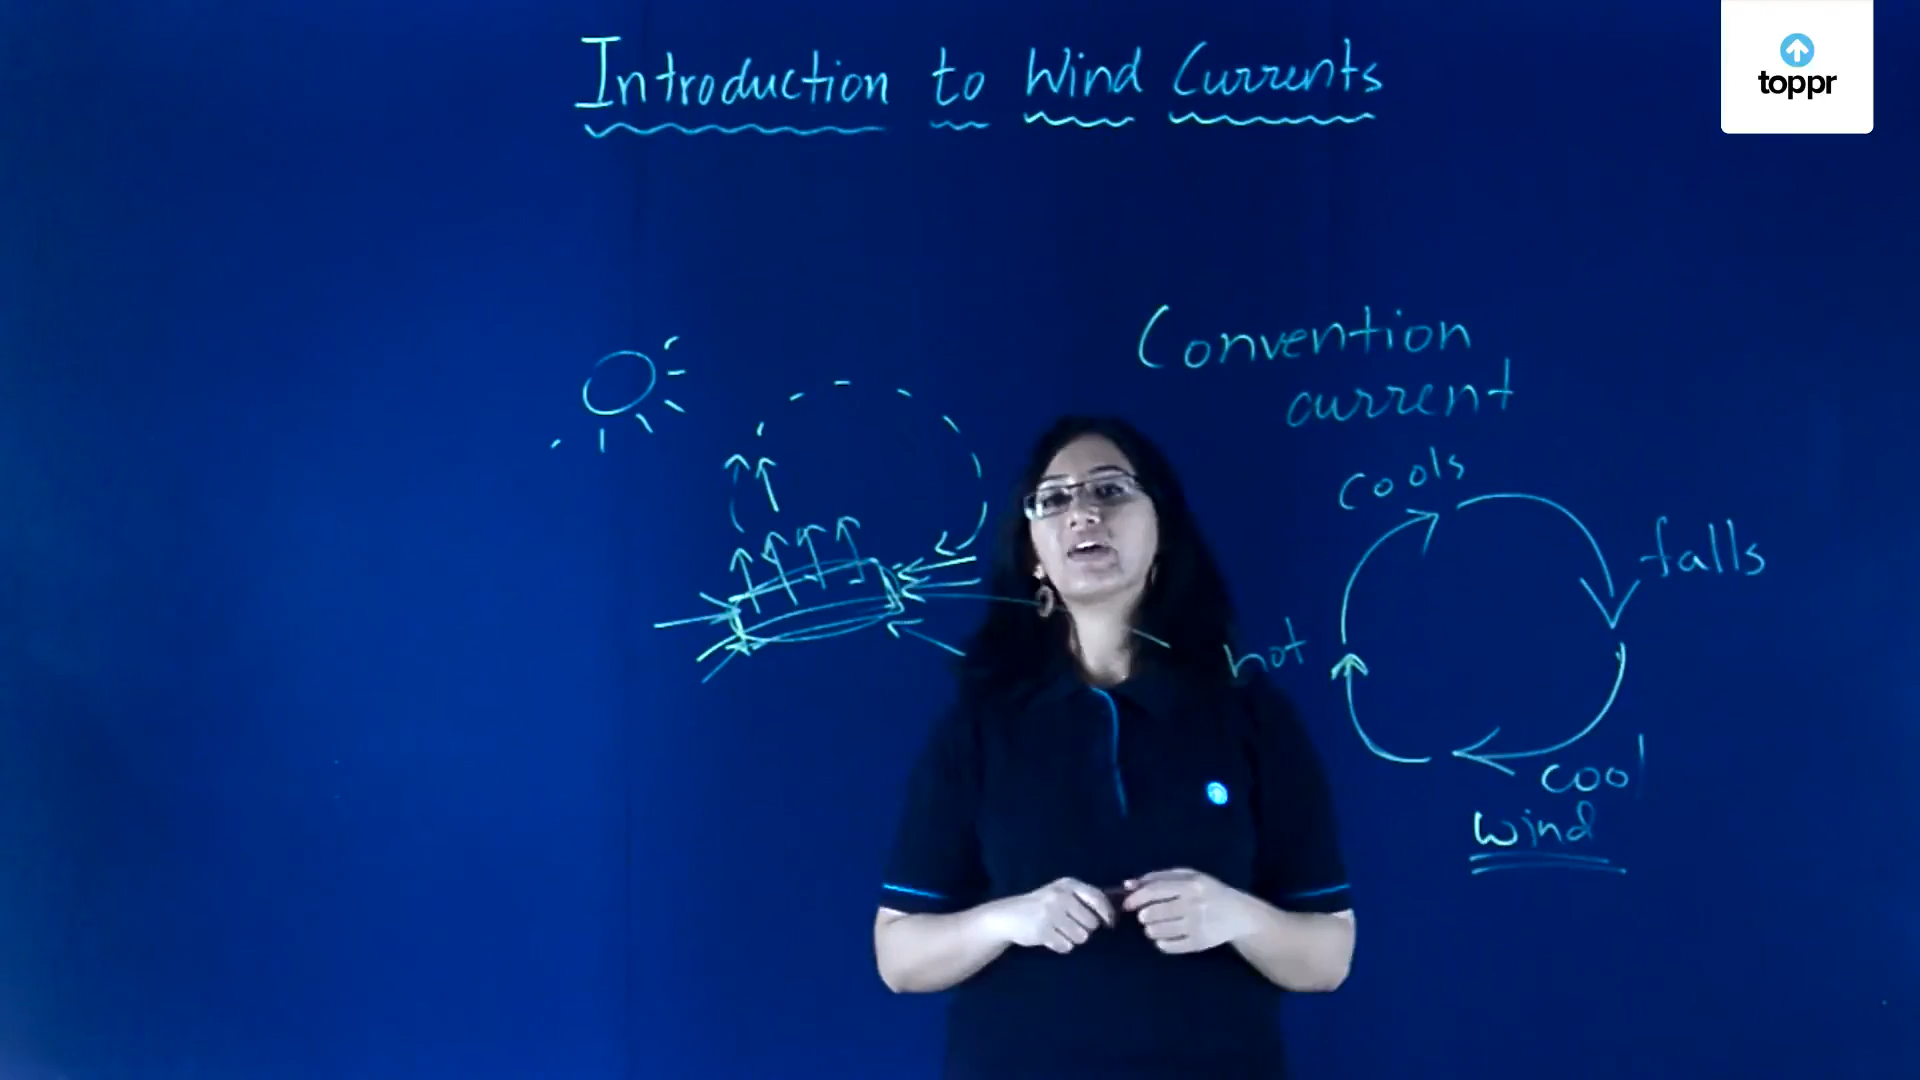 Introduction to Wind Currents
toppr
Convention
current
cools
falls
hot
cool
wind